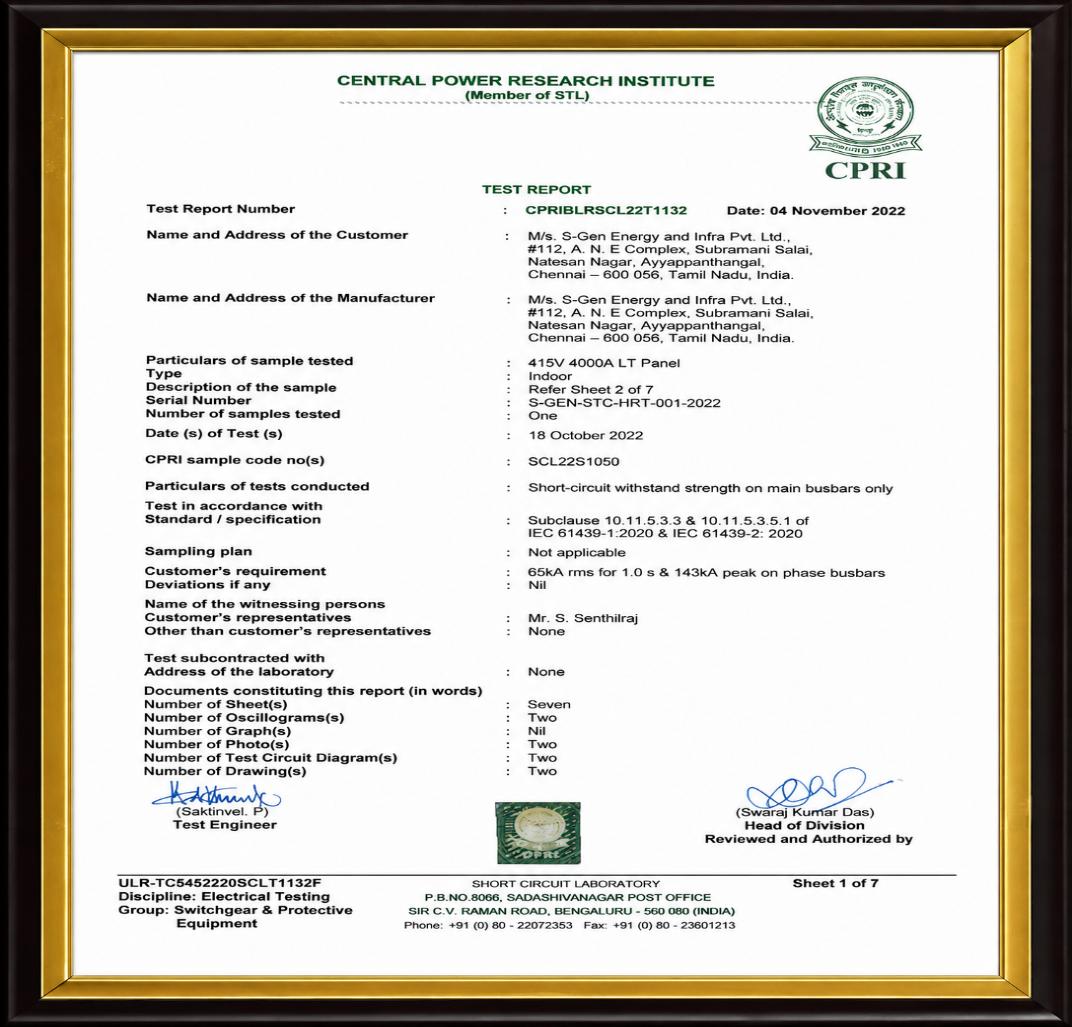 CENTRAL POWER RESEARCH INSTITUTE
(Member of STL)
CPRI
TEST REPORT
Test Report Number : CPRIBLRSCL22T1132 Date: 04 November 2022
Name and Address of the Customer : M/s. S-Gen Energy and Infra Pvt. Ltd.,
#112, A. N. E Complex, Subramani Salai,
Natesan Nagar, Ayyappanthangal,
Chennai – 600 056, Tamil Nadu, India.
Name and Address of the Manufacturer : M/s. S-Gen Energy and Infra Pvt. Ltd.,
#112, A. N. E Complex, Subramani Salai,
Natesan Nagar, Ayyappanthangal,
Chennai – 600 056, Tamil Nadu, India.
Particulars of sample tested : 415V 4000A LT Panel
Type : Indoor
Description of the sample : Refer Sheet 2 of 7
Serial Number : S-GEN-STC-HRT-001-2022
Number of samples tested : One
Date (s) of Test (s) : 18 October 2022
CPRI sample code no(s) : SCL22S1050
Particulars of tests conducted : Short-circuit withstand strength on main busbars only
Test in accordance with
Standard / specification : Subclause 10.11.5.3.3 & 10.11.5.3.5.1 of
IEC 61439-1:2020 & IEC 61439-2: 2020
Sampling plan : Not applicable
Customer's requirement : 65kA rms for 1.0 s & 143kA peak on phase busbars
Deviations if any : Nil
Name of the witnessing persons
Customer's representatives : Mr. S. Senthilraj
Other than customer's representatives : None
Test subcontracted with
Address of the laboratory : None
Documents constituting this report (in words)
Number of Sheet(s) : Seven
Number of Oscillograms(s) : Two
Number of Graph(s) : Nil
Number of Photo(s) : Two
Number of Test Circuit Diagram(s) : Two
Number of Drawing(s) : Two
(Saktinvel. P)
Test Engineer
(Swaraj Kumar Das)
Head of Division
Reviewed and Authorized by
ULR-TC5452220SCLT1132F
Discipline: Electrical Testing
Group: Switchgear & Protective
Equipment
SHORT CIRCUIT LABORATORY
P.B.NO.8066, SADASHIVANAGAR POST OFFICE
SIR C.V. RAMAN ROAD, BENGALURU - 560 080 (INDIA)
Phone: +91 (0) 80 - 22072353 Fax: +91 (0) 80 - 23601213
Sheet 1 of 7